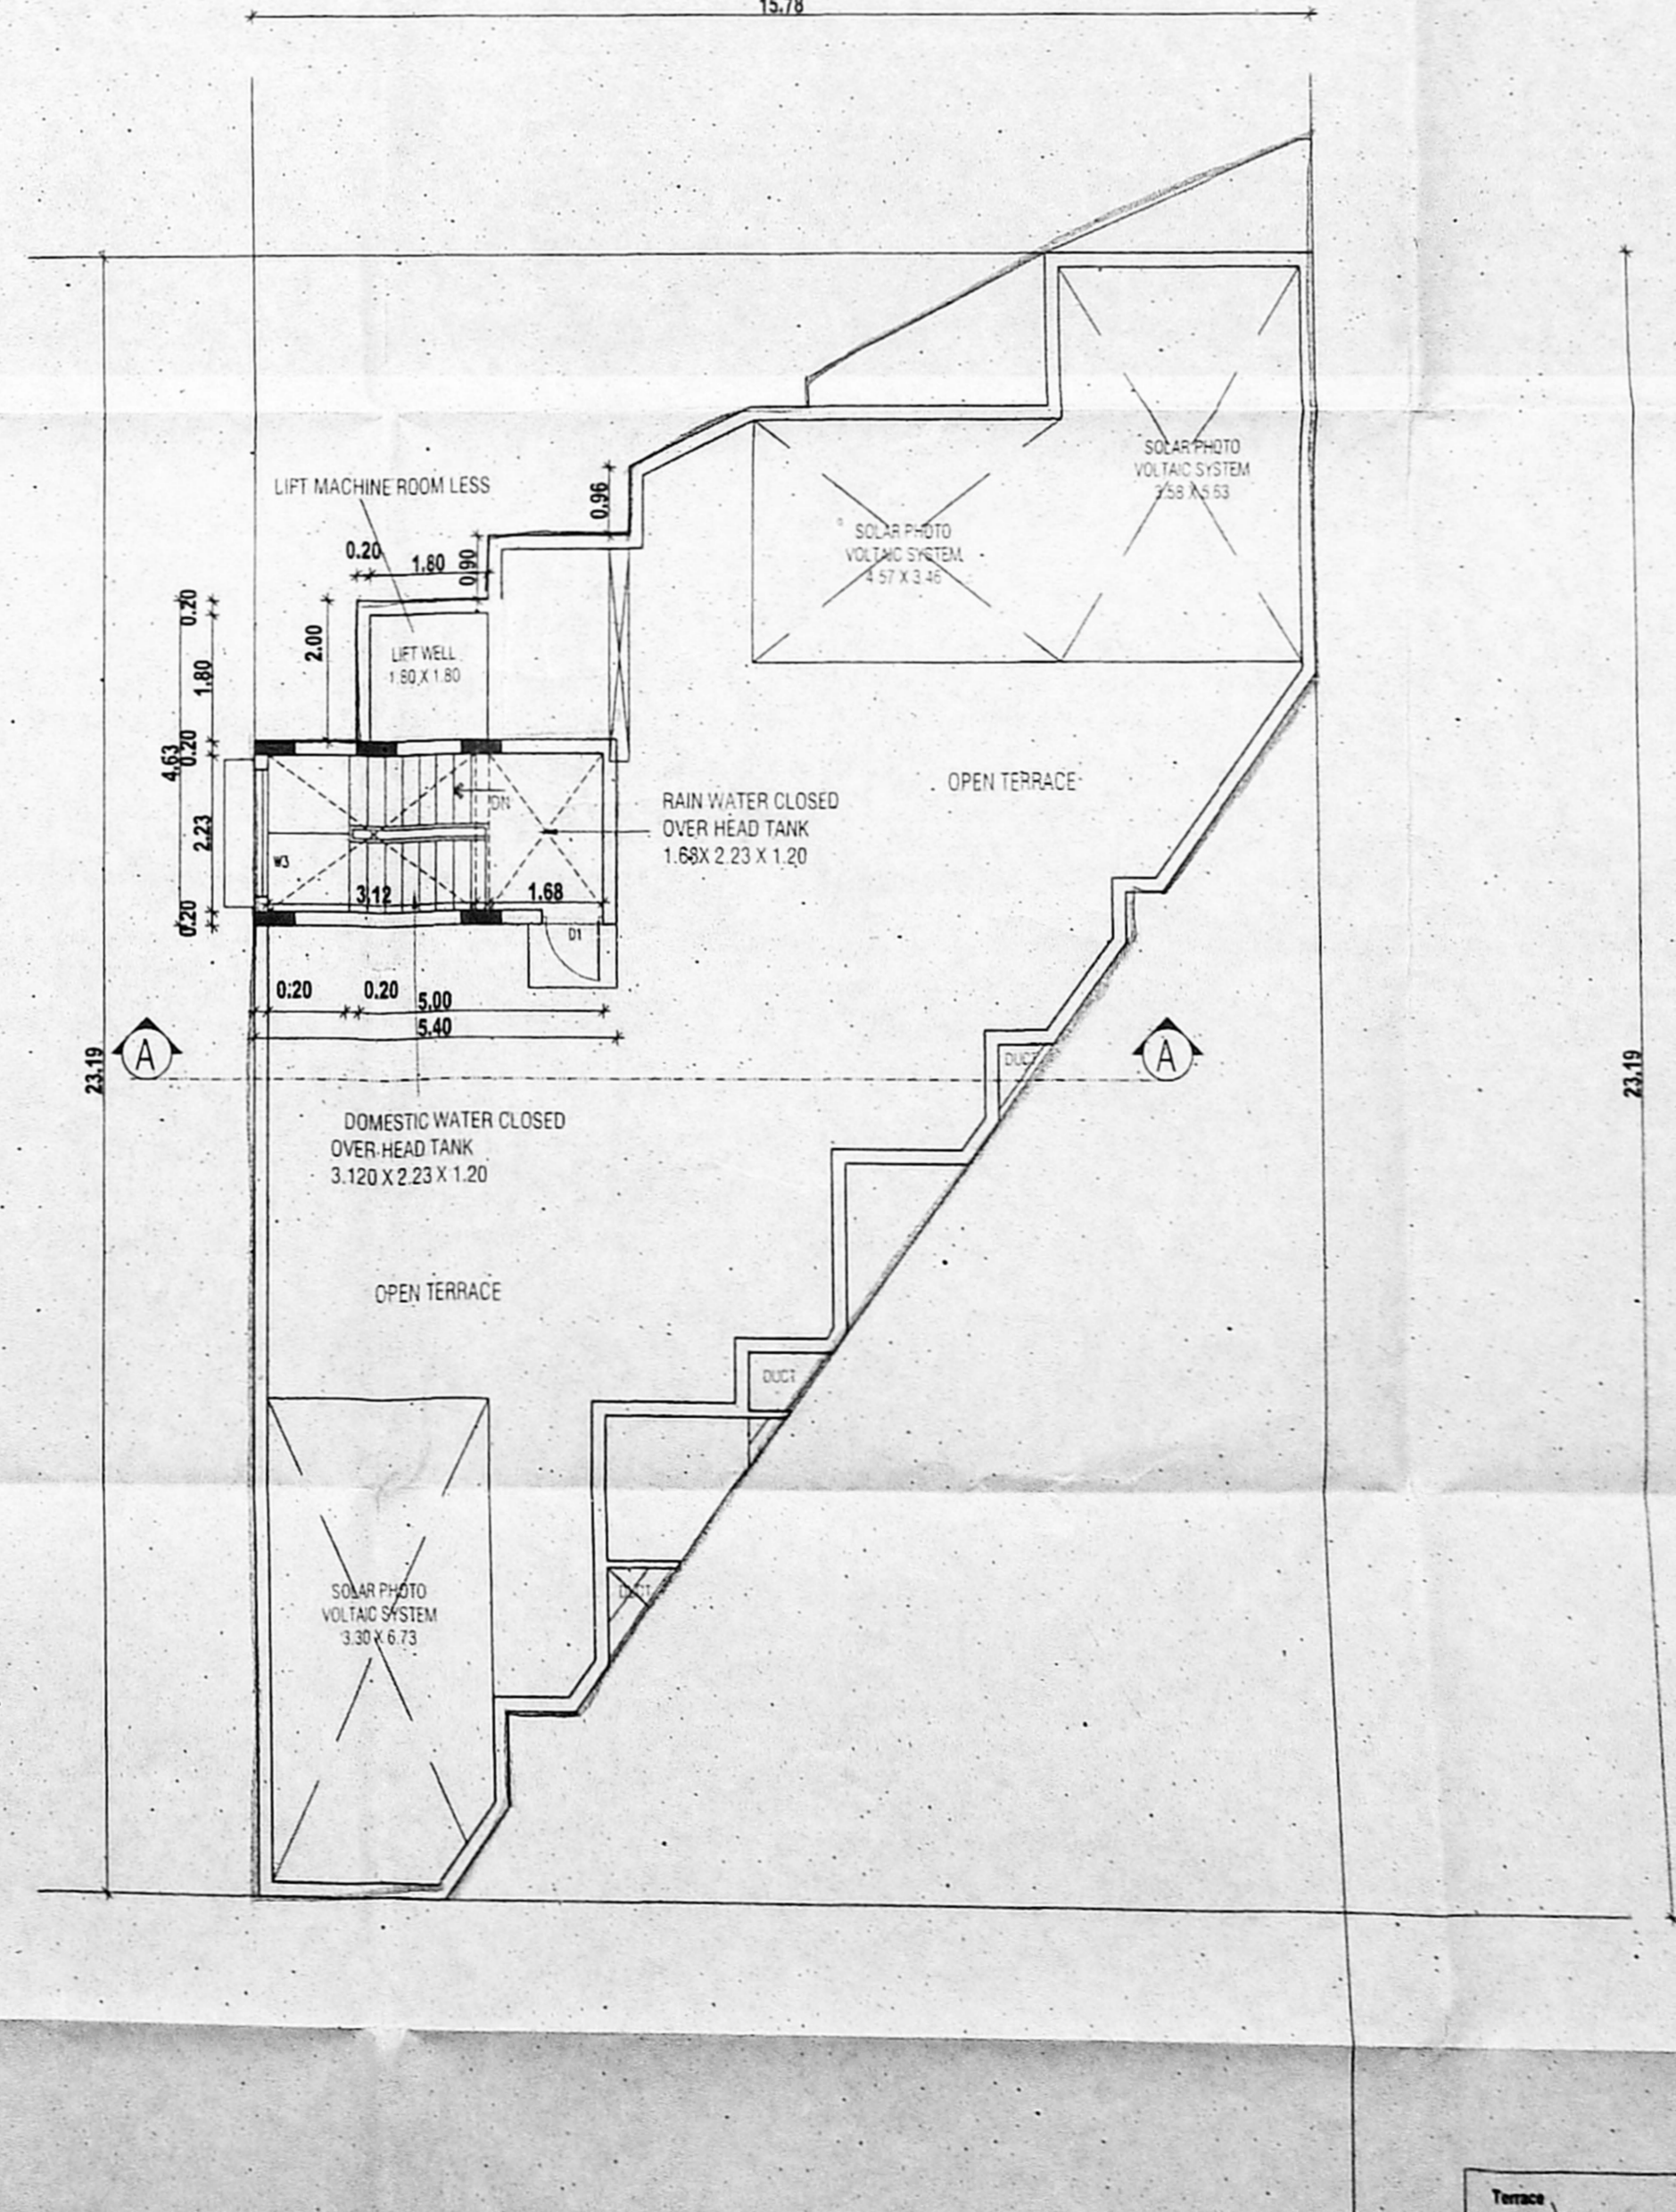 15.78
LIFT MACHINE ROOM LESS
0.96
SOLAR PHOTO
VOLTAIC SYSTEM
3.58 X 5.63
SOLAR PHOTO
VOLTAIC SYSTEM
4.57 X 3.46
0.20
1.80
0.90
0.20
2.00
1.80
LIFT WELL
1.80 X 1.80
0.20
4.63
2.23
0.20
DN
W3
3.12
1.68
D1
RAIN WATER CLOSED
OVER HEAD TANK
1.68X 2.23 X 1.20
OPEN TERRACE
0.20
0.20
5.00
5.40
A
A
DUCT
23.19
23.19
DOMESTIC WATER CLOSED
OVER HEAD TANK
3.120 X 2.23 X 1.20
OPEN TERRACE
DUCT
SOLAR PHOTO
VOLTAIC SYSTEM
3.30 X 6.73
DUCT
Terrace